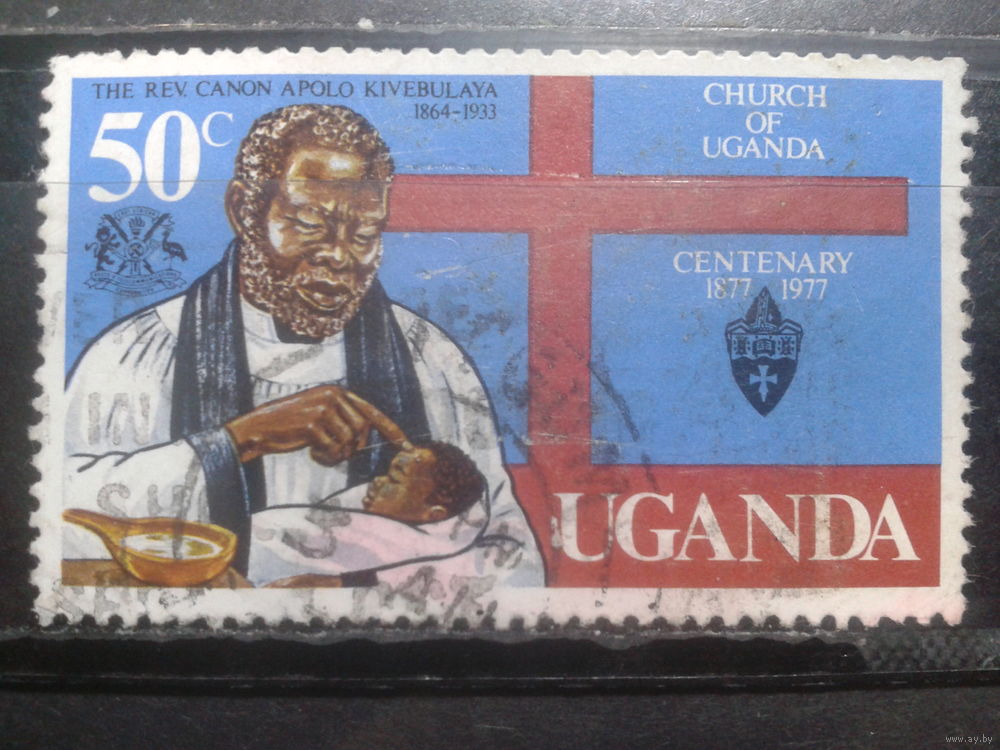 THE REV. CANON APOLO KIVEBULAYA
1864-1933
50c
CHURCH
OF
UGANDA
CENTENARY
1877 1977
UGANDA
www.ay.by